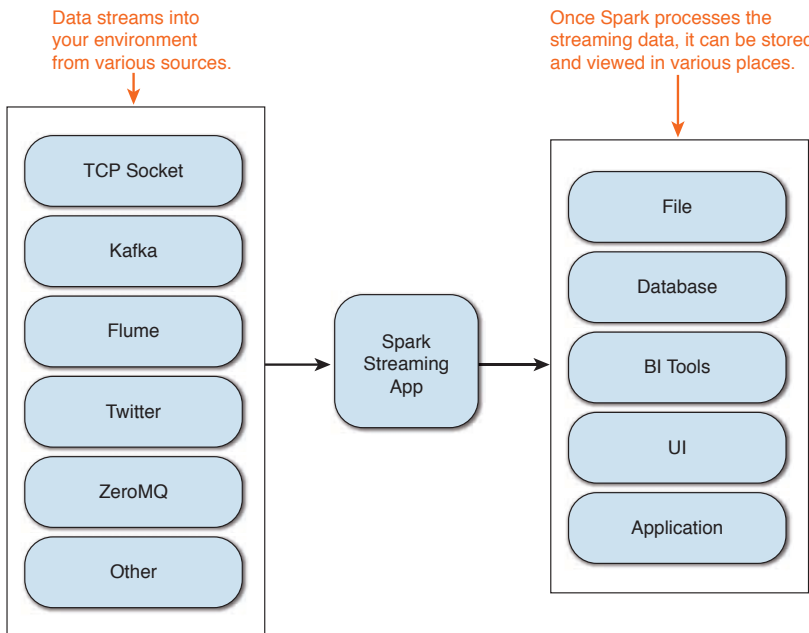 Data streams into
your environment
from various sources.
Once Spark processes the
streaming data, it can be stored
and viewed in various places.
TCP Socket
Kafka
Flume
Twitter
ZeroMQ
Other
Spark
Streaming
App
File
Database
BI Tools
UI
Application